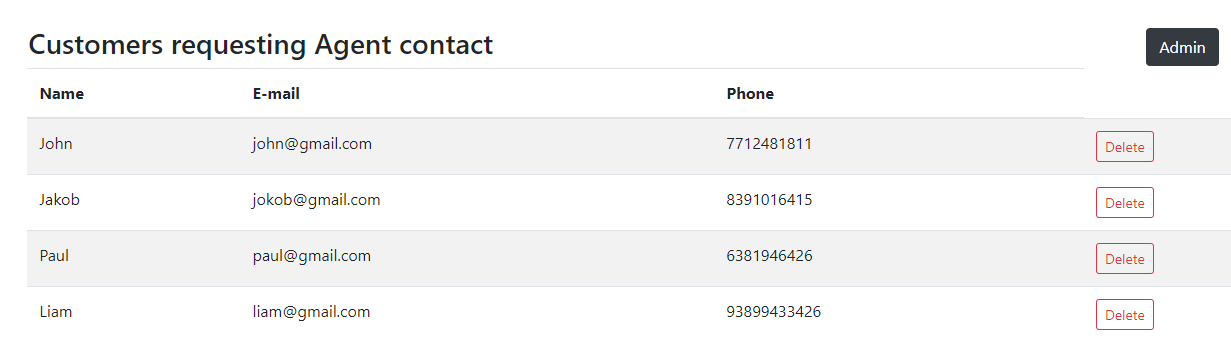 Customers requesting Agent contact Admin
Name E-mail Phone
John john@gmail.com 7712481811 Delete
Jakob jokob@gmail.com 8391016415 Delete
Paul paul@gmail.com 6381946426 Delete
Liam liam@gmail.com 93899433426 Delete